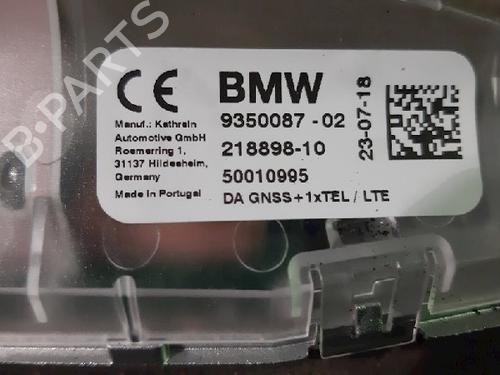 B-PARTS
CE
BMW
Manuf.: Kathrein
Automotive GmbH
Roemerring 1,
31137 Hildesheim,
Germany
Made in Portugal
9350087 - 02
218898-10
50010995
DA GNSS+1xTEL / LTE
23-07-18